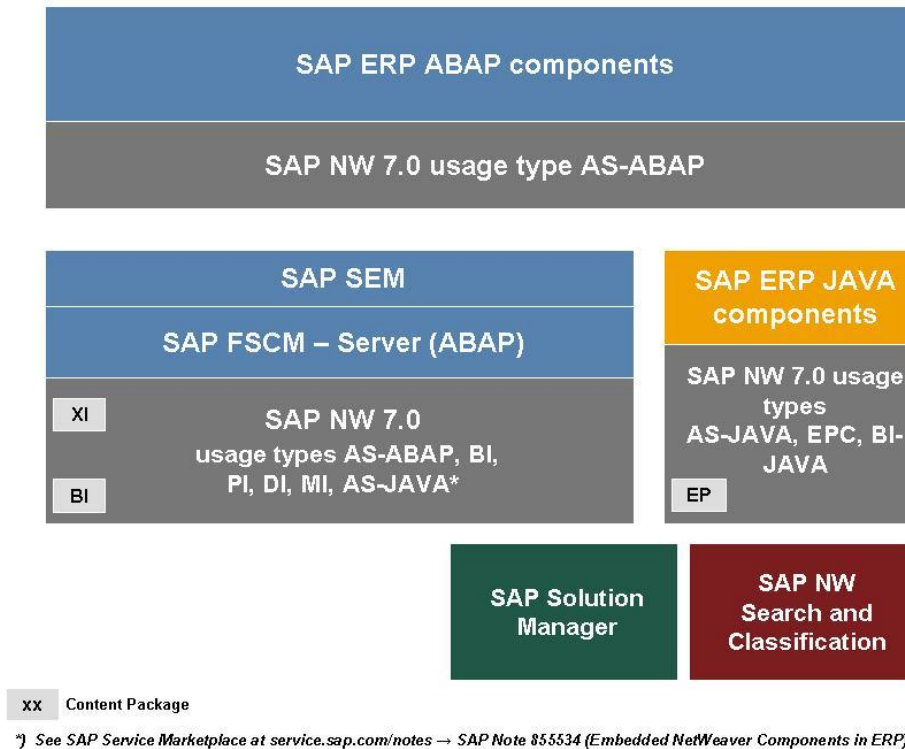 SAP ERP ABAP components
SAP NW 7.0 usage type AS-ABAP
SAP SEM
SAP FSCM – Server (ABAP)
XI
SAP NW 7.0
usage types AS-ABAP, BI,
PI, DI, MI, AS-JAVA*
BI
SAP ERP JAVA
components
SAP NW 7.0 usage
types
AS-JAVA, EPC, BI-
JAVA
EP
SAP Solution
Manager
SAP NW
Search and
Classification
xx Content Package
*) See SAP Service Marketplace at service.sap.com/notes → SAP Note 855534 (Embedded NetWeaver Components in ERP)